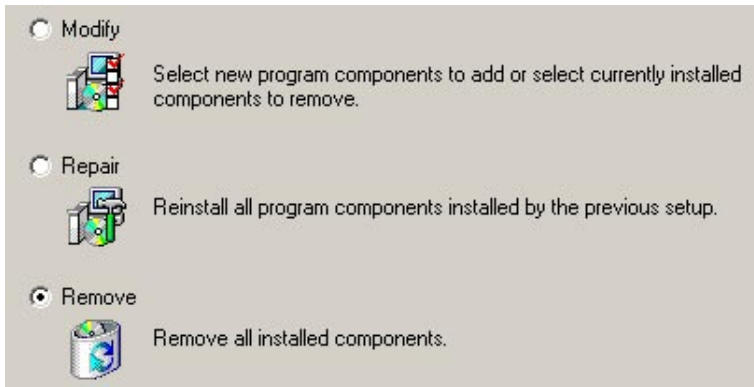 Modify
Select new program components to add or select currently installed
components to remove.
Repair
Reinstall all program components installed by the previous setup.
Remove
Remove all installed components.